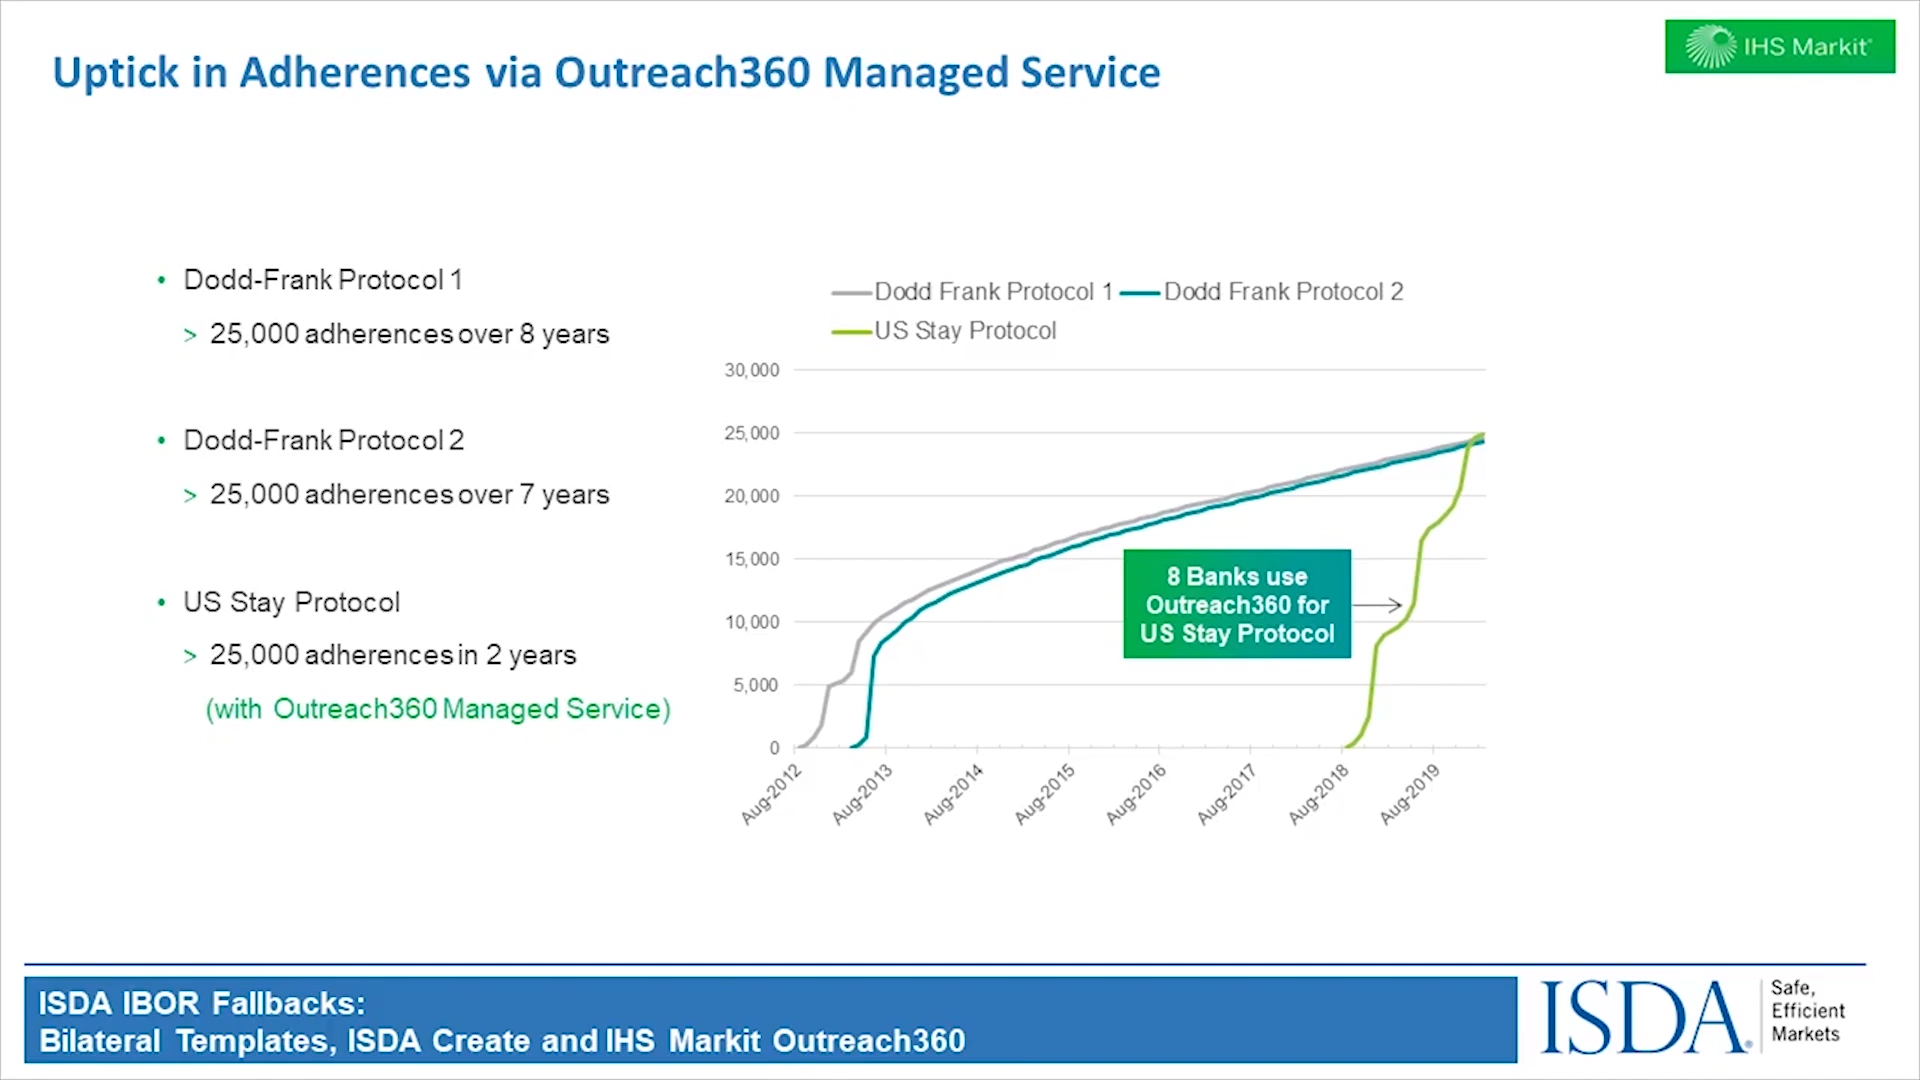 Uptick in Adherences via Outreach360 Managed Service
IHS Markit®
• Dodd-Frank Protocol 1
> 25,000 adherences over 8 years
• Dodd-Frank Protocol 2
> 25,000 adherences over 7 years
• US Stay Protocol
> 25,000 adherences in 2 years
(with Outreach360 Managed Service)
Dodd Frank Protocol 1
Dodd Frank Protocol 2
US Stay Protocol
30,000
25,000
20,000
15,000
10,000
5,000
0
8 Banks use
Outreach360 for
US Stay Protocol
Aug-2012
Aug-2013
Aug-2014
Aug-2015
Aug-2016
Aug-2017
Aug-2018
Aug-2019
ISDA IBOR Fallbacks:
Bilateral Templates, ISDA Create and IHS Markit Outreach360
ISDA®
Safe,
Efficient
Markets